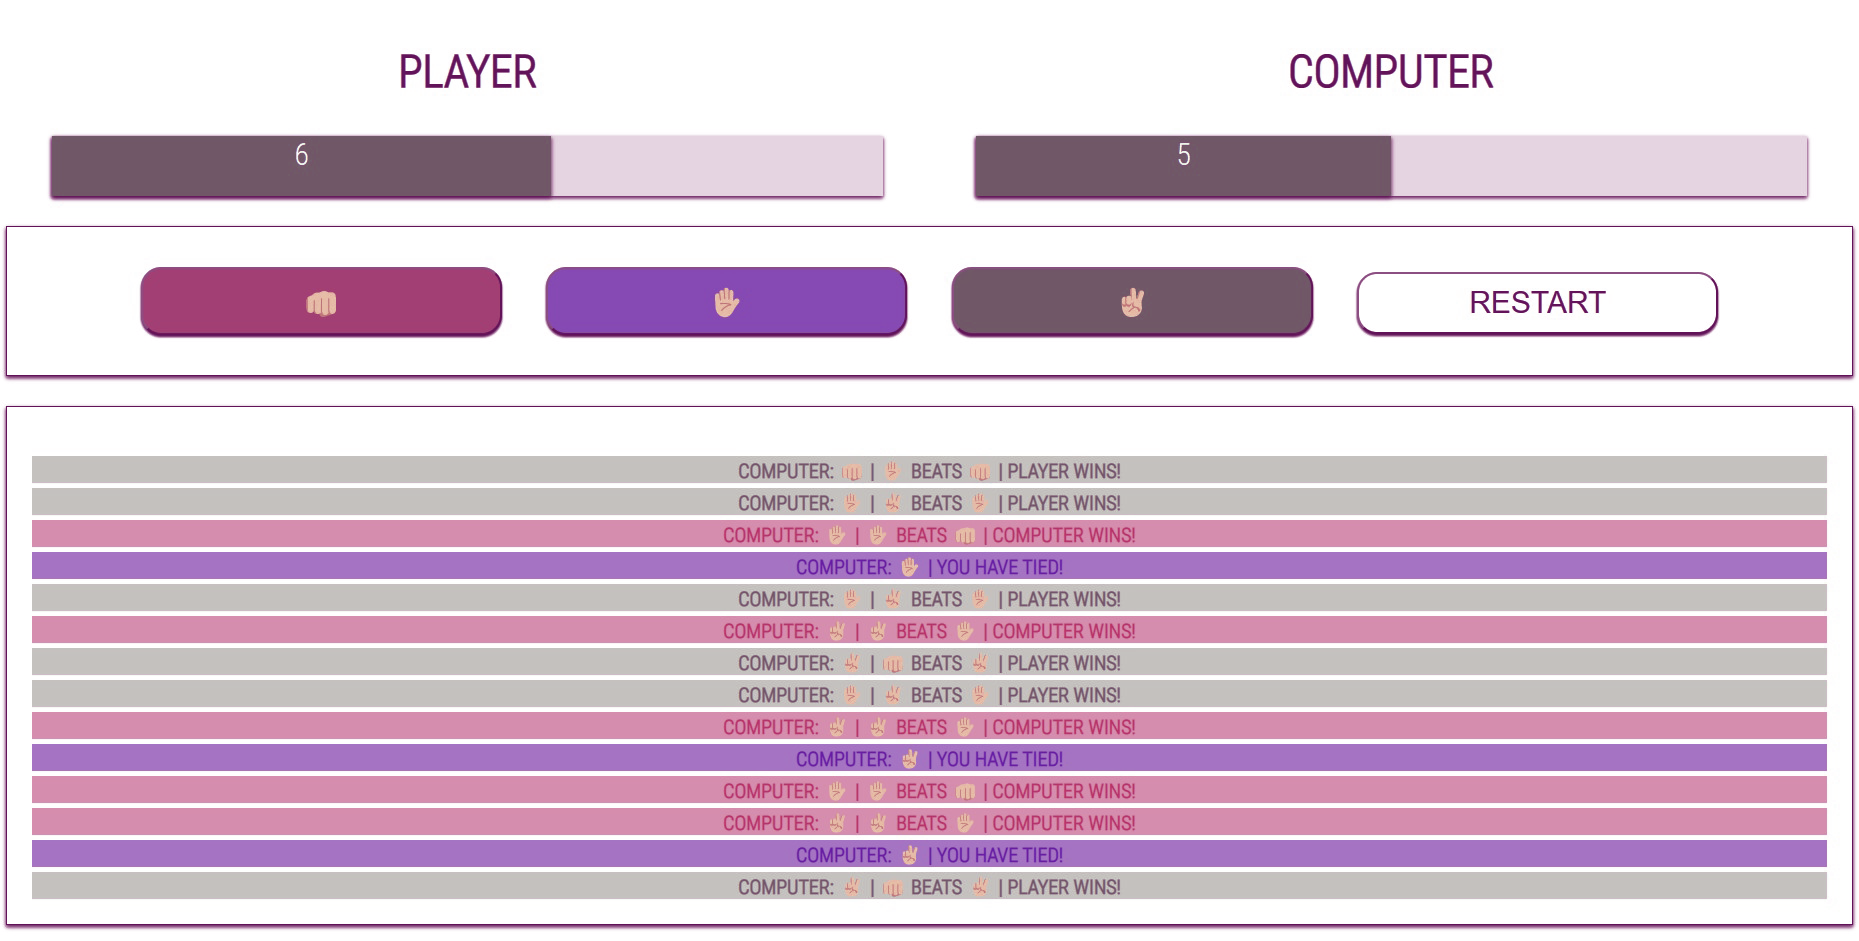 PLAYER
COMPUTER
6
5
👊🏼 ✋🏼 ✌🏼 RESTART
COMPUTER: 👊🏼 | ✋🏼 BEATS 👊🏼 | PLAYER WINS!
COMPUTER: ✋🏼 | ✌🏼 BEATS ✋🏼 | PLAYER WINS!
COMPUTER: ✋🏼 | ✋🏼 BEATS 👊🏼 | COMPUTER WINS!
COMPUTER: ✋🏼 | YOU HAVE TIED!
COMPUTER: ✋🏼 | ✌🏼 BEATS ✋🏼 | PLAYER WINS!
COMPUTER: ✌🏼 | ✌🏼 BEATS ✋🏼 | COMPUTER WINS!
COMPUTER: ✌🏼 | 👊🏼 BEATS ✌🏼 | PLAYER WINS!
COMPUTER: ✋🏼 | ✌🏼 BEATS ✋🏼 | PLAYER WINS!
COMPUTER: ✌🏼 | ✌🏼 BEATS ✋🏼 | COMPUTER WINS!
COMPUTER: ✌🏼 | YOU HAVE TIED!
COMPUTER: ✋🏼 | ✋🏼 BEATS 👊🏼 | COMPUTER WINS!
COMPUTER: ✌🏼 | ✌🏼 BEATS ✋🏼 | COMPUTER WINS!
COMPUTER: ✌🏼 | YOU HAVE TIED!
COMPUTER: ✌🏼 | 👊🏼 BEATS ✌🏼 | PLAYER WINS!